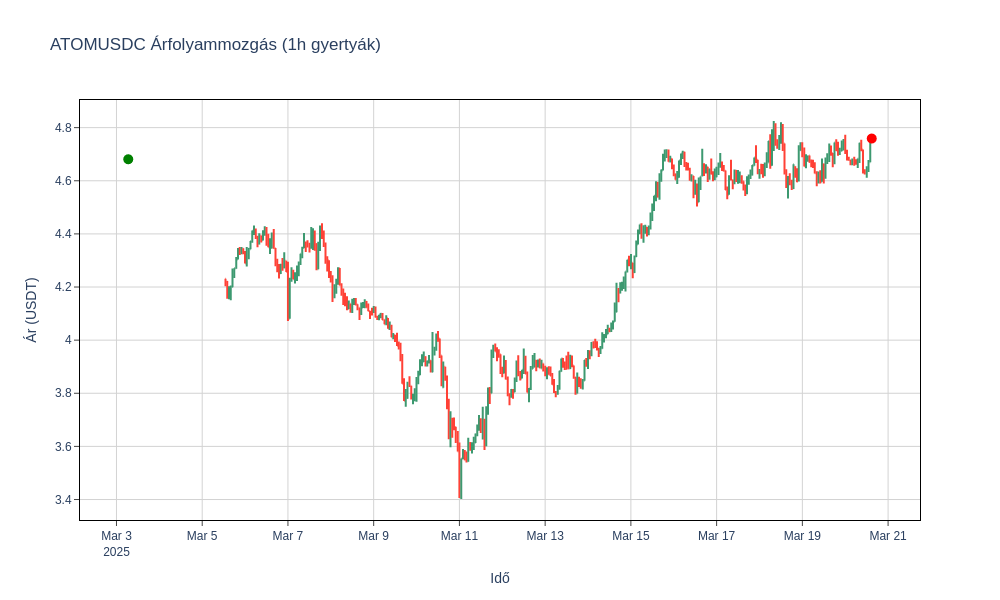 ATOMUSDC Árfolyammozgás (1h gyertyák)
4.8
4.6
4.4
4.2
4
3.8
3.6
3.4
Ár (USDT)
Mar 3 Mar 5 Mar 7 Mar 9 Mar 11 Mar 13 Mar 15 Mar 17 Mar 19 Mar 21
2025
Idő